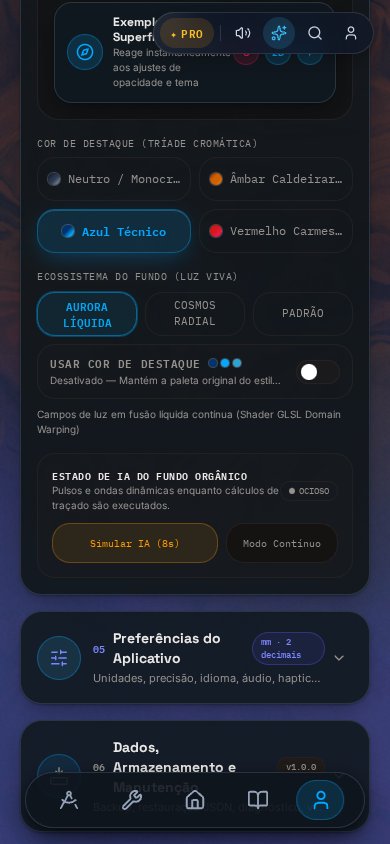 Exempl
Superfí
✦ PRO
Reage instantaneamente
aos ajustes de
opacidade e tema
COR DE DESTAQUE (TRÍADE CROMÁTICA)
Neutro / Monocr…
Âmbar Caldeirar…
Azul Técnico
Vermelho Carmes…
ECOSSISTEMA DO FUNDO (LUZ VIVA)
AURORA
LÍQUIDA
COSMOS
RADIAL
PADRÃO
USAR COR DE DESTAQUE
Desativado — Mantém a paleta original do estil…
Campos de luz em fusão líquida contínua (Shader GLSL Domain
Warping)
ESTADO DE IA DO FUNDO ORGÂNICO
Pulsos e ondas dinâmicas enquanto cálculos de
traçado são executados.
OCIOSO
Simular IA (8s)
Modo Contínuo
05
Preferências do
Aplicativo
mm · 2
decimais
Unidades, precisão, idioma, áudio, haptic…
06
Dados,
Armazenamento e
Manutenção
v1.0.0